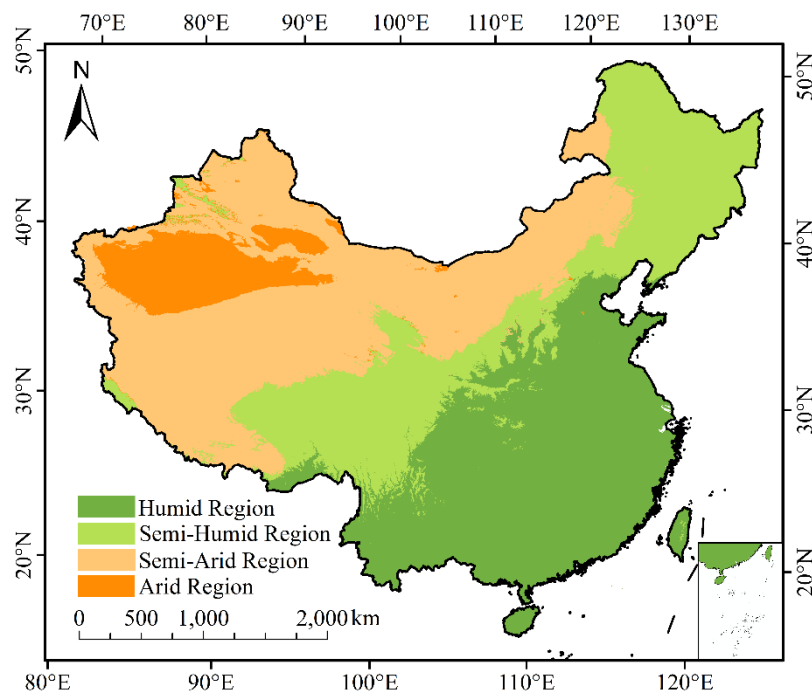 70°E 80°E 90°E 100°E 110°E 120°E 130°E
N
50°N
40°N
30°N
20°N
50°N
40°N
30°N
20°N
Humid Region
Semi-Humid Region
Semi-Arid Region
Arid Region
0 500 1,000 2,000 km
80°E 90°E 100°E 110°E 120°E